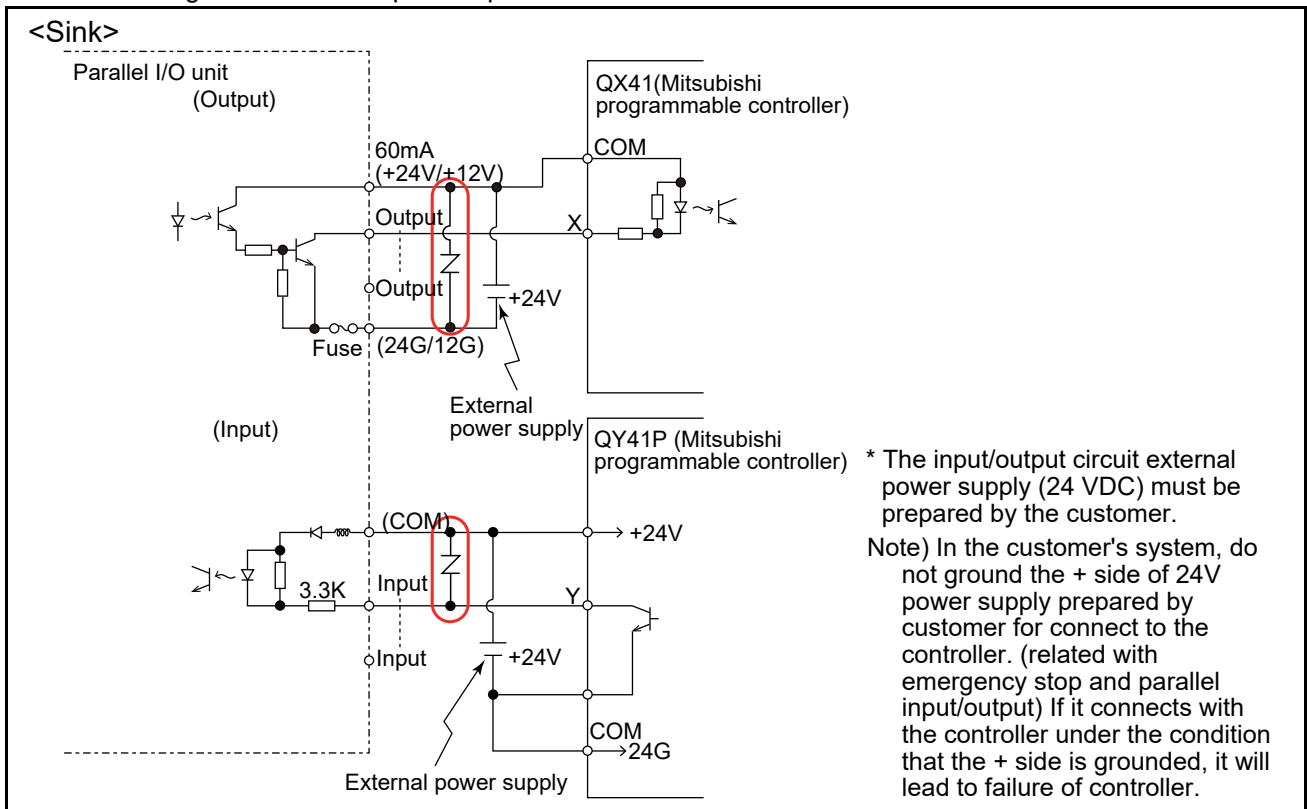 <Sink>
Parallel I/O unit
(Output)
QX41(Mitsubishi
programmable controller)
60mA
(+24V/+12V)
COM
Output
X
Output
+24V
Fuse
(24G/12G)
External
power supply
(Input)
QY41P (Mitsubishi
programmable controller)
(COM)
+24V
3.3K
Input
Y
Input
+24V
COM
24G
External power supply
* The input/output circuit external
power supply (24 VDC) must be
prepared by the customer.
Note) In the customer's system, do
not ground the + side of 24V
power supply prepared by
customer for connect to the
controller. (related with
emergency stop and parallel
input/output) If it connects with
the controller under the condition
that the + side is grounded, it will
lead to failure of controller.